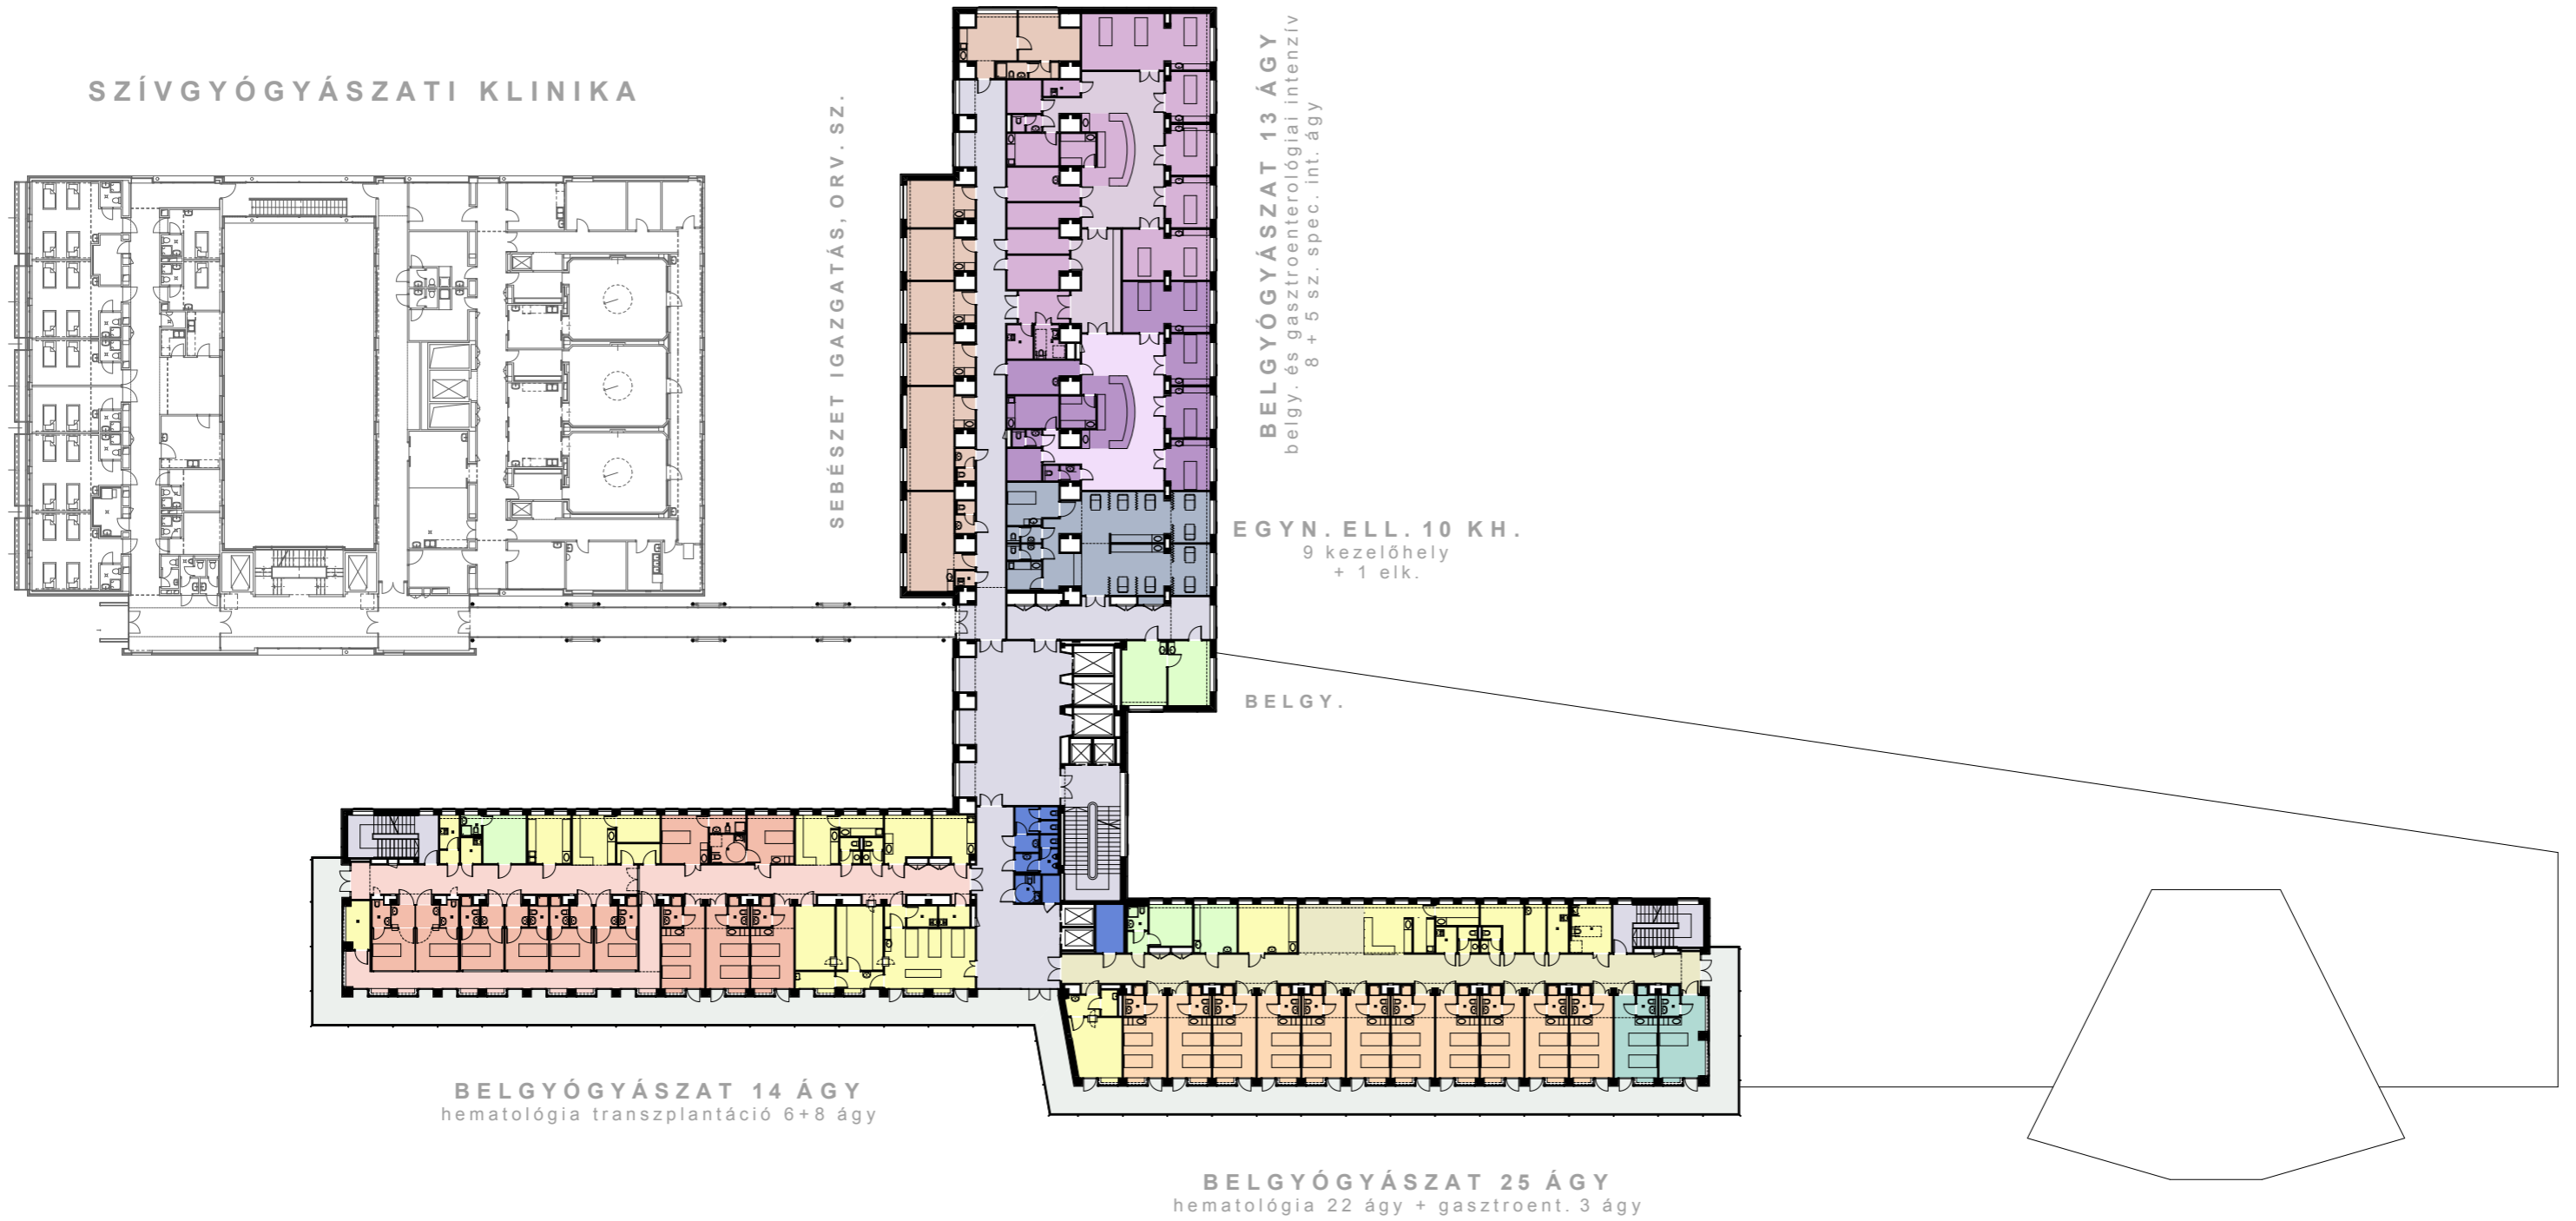 SZÍVGYÓGYÁSZATI KLINIKA
SEBÉSZET IGAZGATÁS, ORV. SZ.
BELGYÓGYÁSZAT 13 ÁGY
belgy. és gasztroenterológiai intenzív
8 + 5 sz. spec. int. ágy
EGYN. ELL. 10 KH.
9 kezelőhely
+ 1 elk.
BELGY.
BELGYÓGYÁSZAT 14 ÁGY
hematológia transzplantáció 6+8 ágy
BELGYÓGYÁSZAT 25 ÁGY
hematológia 22 ágy + gasztroent. 3 ágy